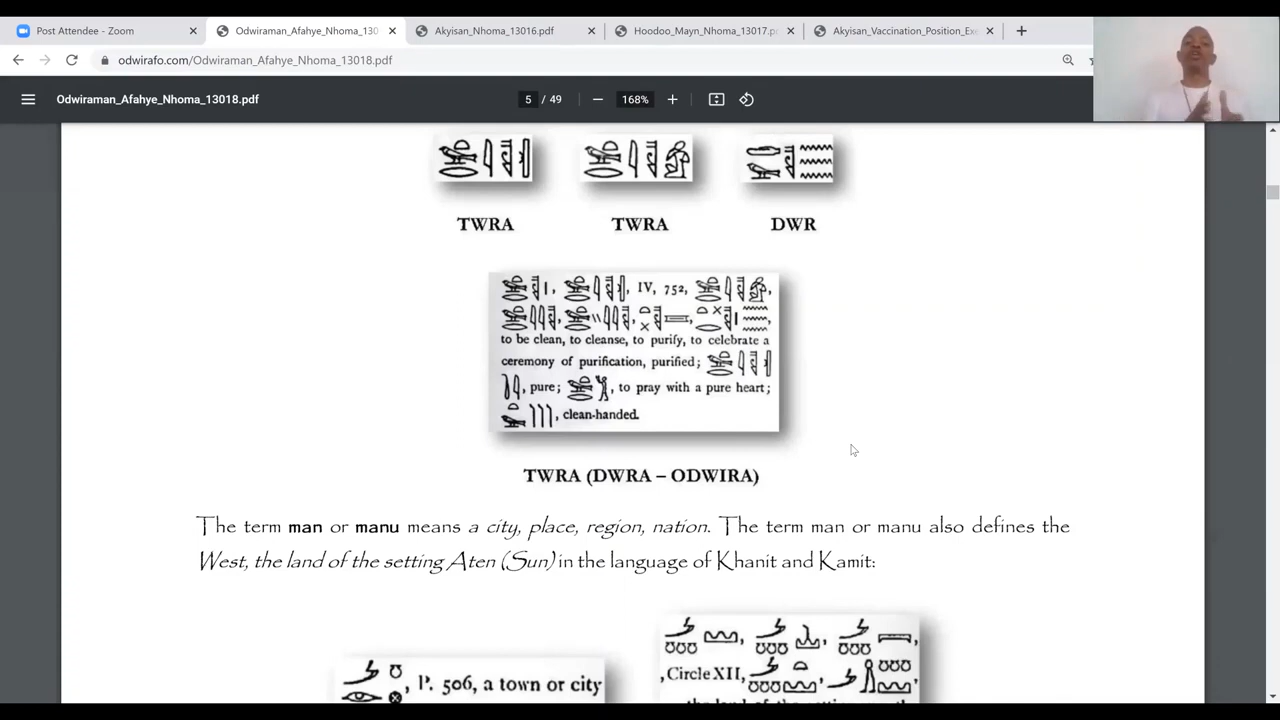 Post Attendee - Zoom
Odwiraman_Afahye_Nhoma_130
Akyisan_Nhoma_13016.pdf
Hoodoo_Mayn_Nhoma_13017.p
Akyisan_Vaccination_Position_Ex
odwirafo.com/Odwiraman_Afahye_Nhoma_13018.pdf
Odwiraman_Afahye_Nhoma_13018.pdf
5 / 49
168%
TWRA TWRA DWR
, , IV, 752, ,
, , , ,
to be clean, to cleanse, to purify, to celebrate a
ceremony of purification, purified;
, pure; , to pray with a pure heart;
, clean-handed.
TWRA (DWRA – ODWIRA)
The term man or manu means a city, place, region, nation. The term man or manu also defines the
West, the land of the setting Aten (Sun) in the language of Khanit and Kamit:
, P. 506, a town or city
, Circle XII,